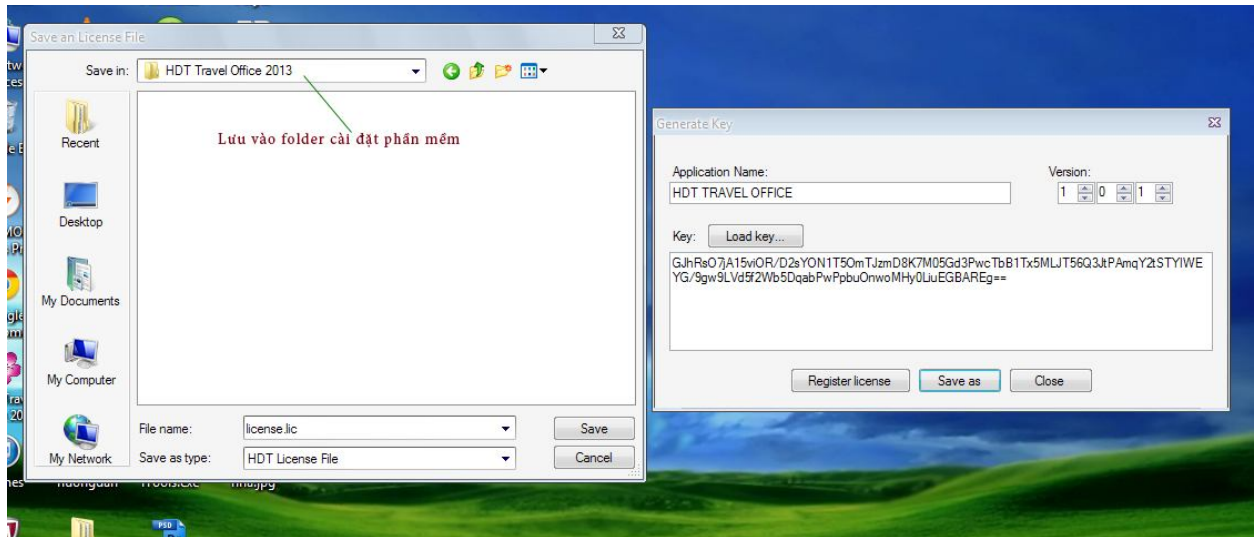 Save an License File
Save in:
HDT Travel Office 2013
Lưu vào folder cài đặt phần mềm
Recent
Desktop
My Documents
My Computer
My Network
File name:
license.lic
Save
Save as type:
HDT License File
Cancel
Generate Key
Application Name:
Version:
HDT TRAVEL OFFICE
1 0 1
Key:
Load key...
GJhRsO7jA15viOR/D2sYON1T5OmTJzmD8K7M05Gd3PwcTbB1Tx5MLJT56Q3JtPAmqY2tSTYIWE
YG/9gw9LVd5f2Wb5DqabPwPpbuOnwoMHy0LiuEGBAREg==
Register license
Save as
Close
PSD